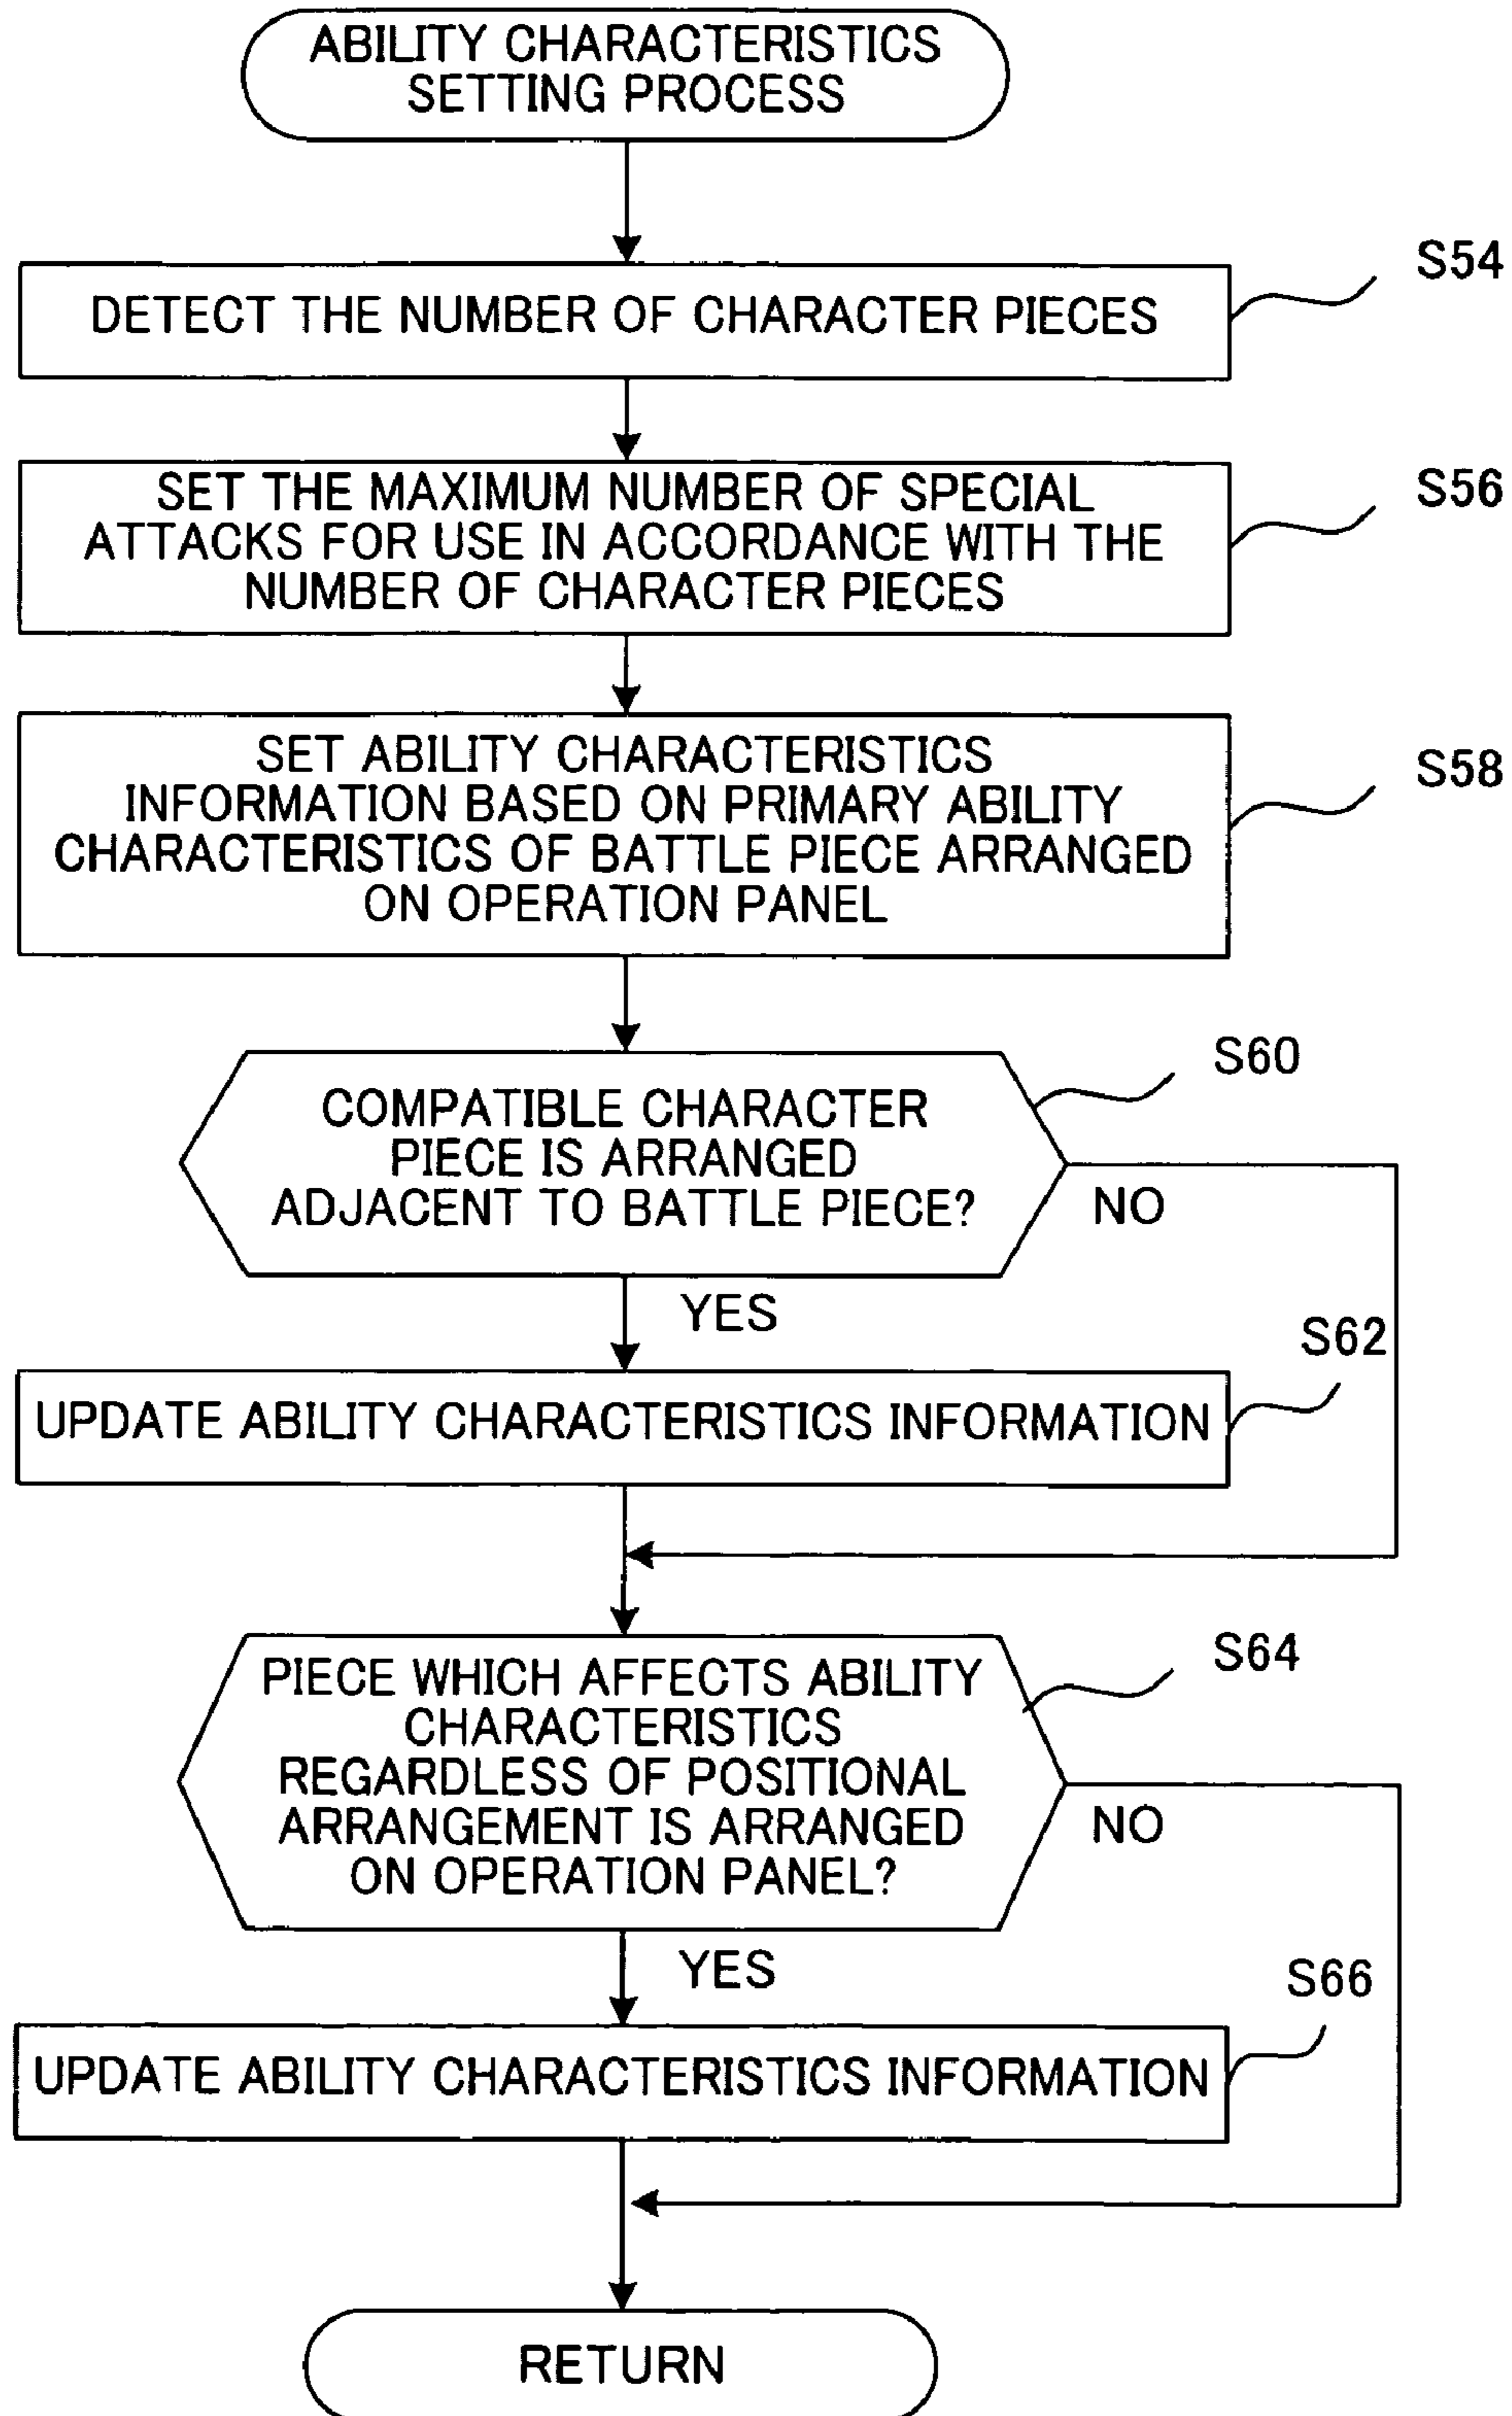 ABILITY CHARACTERISTICS
SETTING PROCESS
S54
DETECT THE NUMBER OF CHARACTER PIECES
S56
SET THE MAXIMUM NUMBER OF SPECIAL
ATTACKS FOR USE IN ACCORDANCE WITH THE
NUMBER OF CHARACTER PIECES
S58
SET ABILITY CHARACTERISTICS
INFORMATION BASED ON PRIMARY ABILITY
CHARACTERISTICS OF BATTLE PIECE ARRANGED
ON OPERATION PANEL
S60
COMPATIBLE CHARACTER
PIECE IS ARRANGED
ADJACENT TO BATTLE PIECE?
NO
YES
S62
UPDATE ABILITY CHARACTERISTICS INFORMATION
S64
PIECE WHICH AFFECTS ABILITY
CHARACTERISTICS
REGARDLESS OF POSITIONAL
ARRANGEMENT IS ARRANGED
ON OPERATION PANEL?
NO
YES
S66
UPDATE ABILITY CHARACTERISTICS INFORMATION
RETURN